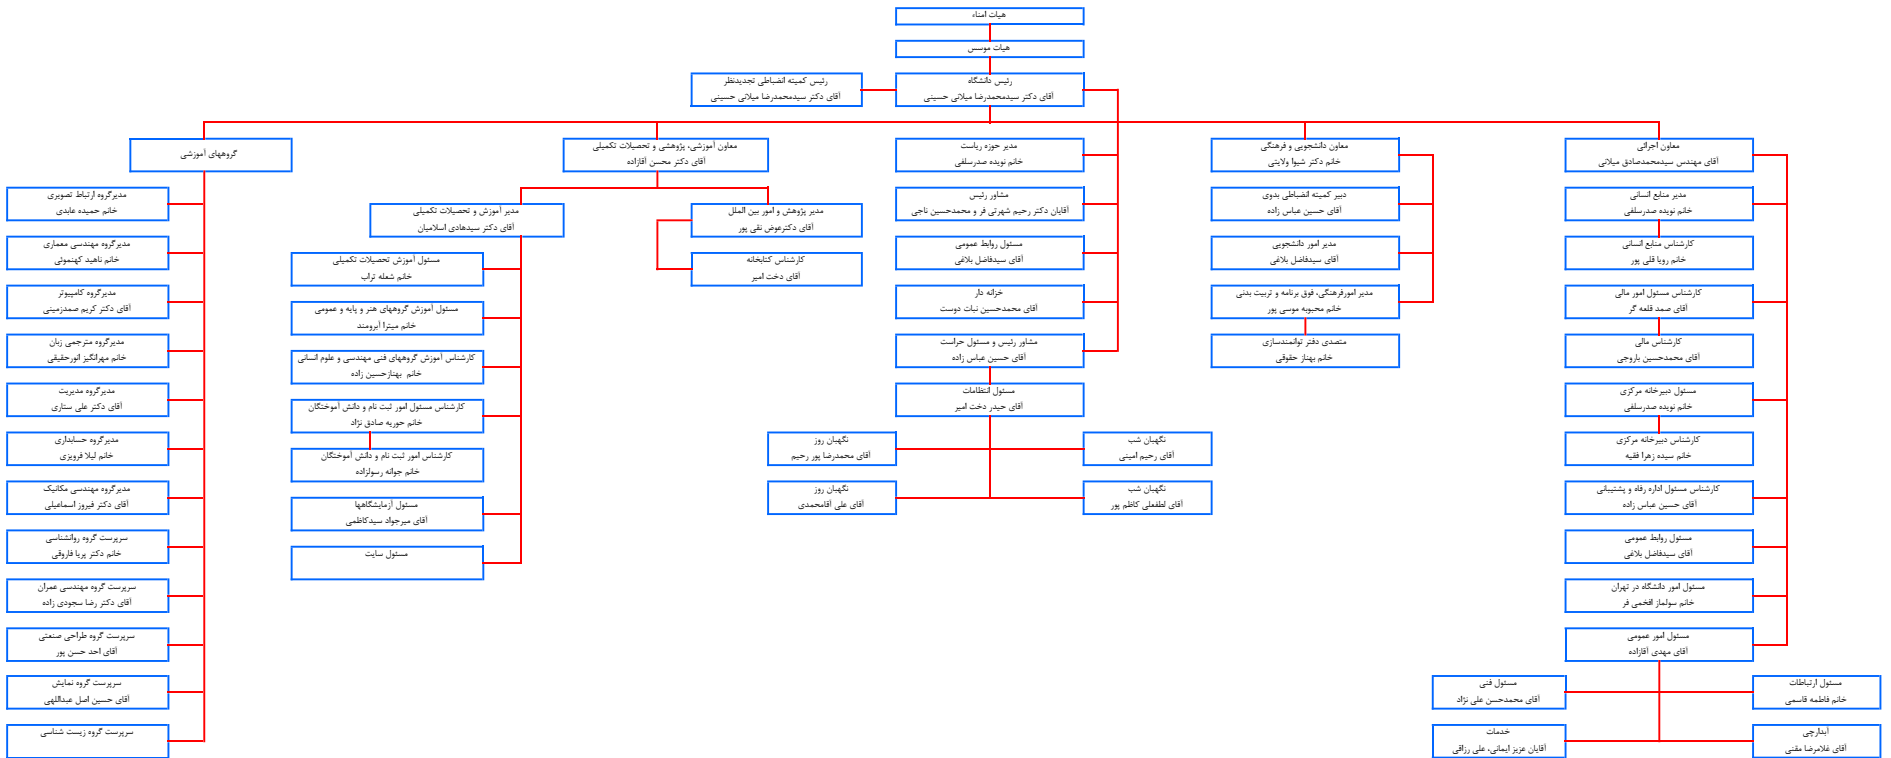 هیات امناء
هیات موسس
رئیس دانشگاه
آقای دکتر سیدمحمدرضا میلانی حسینی
رئیس کمیته انضباطی تجدیدنظر
آقای دکتر سیدمحمدرضا میلانی حسینی
معاون اجرائی
آقای مهندس سیدمحمدصادق میلانی
مدیر منابع انسانی
خانم نویده صدرسلفی
کارشناس منابع انسانی
خانم رویا قلی پور
کارشناس مسئول امور مالی
آقای صمد قلعه گر
کارشناس مالی
آقای محمدحسین باروجی
مسئول دبیرخانه مرکزی
خانم نویده صدرسلفی
کارشناس دبیرخانه مرکزی
خانم سیده زهرا فقیه
کارشناس مسئول اداره رفاه و پشتیبانی
آقای حسین عباس زاده
مسئول روابط عمومی
آقای سیدفاضل بلاغی
مسئول امور دانشگاه در تهران
خانم سولماز افخمی فر
مسئول امور عمومی
آقای مهدی آقازاده
مسئول ارتباطات
خانم فاطمه قاسمی
مسئول فنی
آقای محمدحسن علی نژاد
آبدارچی
آقای غلامرضا مقنی
خدمات
آقایان عزیز ایمانی، علی رزاقی
معاون دانشجویی و فرهنگی
خانم دکتر شیوا ولایتی
دبیر کمیته انضباطی بدوی
آقای حسین عباس زاده
مدیر امور دانشجویی
آقای سیدفاضل بلاغی
مدیر امورفرهنگی، فوق برنامه و تربیت بدنی
خانم محبوبه موسی پور
متصدی دفتر توانمندسازی
خانم بهناز حقوقی
مدیر حوزه ریاست
خانم نویده صدرسلفی
مشاور رئیس
آقایان دکتر رحیم شهرتی فر و محمدحسین ناجی
مسئول روابط عمومی
آقای سیدفاضل بلاغی
خزانه دار
آقای محمدحسین نبات دوست
مشاور رئیس و مسئول حراست
آقای حسین عباس زاده
مسئول انتظامات
آقای حیدر دخت امیر
نگهبان شب
آقای رحیم امینی
نگهبان روز
آقای محمدرضا پور رحیم
نگهبان شب
آقای لطفعلی کاظم پور
نگهبان روز
آقای علی آقامحمدی
معاون آموزشی، پژوهشی و تحصیلات تکمیلی
آقای دکتر محسن آقازاده
مدیر پژوهش و امور بین الملل
آقای دکترعوض نقی پور
کارشناس کتابخانه
آقای دخت امیر
مدیر آموزش و تحصیلات تکمیلی
آقای دکتر سیدهادی اسلامیان
مسئول آموزش تحصیلات تکمیلی
خانم شعله تراب
مسئول آموزش گروههای هنر و پایه و عمومی
خانم میترا آبرومند
کارشناس آموزش گروههای فنی مهندسی و علوم انسانی
خانم بهنازحسین زاده
کارشناس مسئول امور ثبت نام و دانش آموختگان
خانم حوریه صادق نژاد
کارشناس امور ثبت نام و دانش آموختگان
خانم جوانه رسولزاده
مسئول آزمایشگاهها
آقای میرجواد سیدکاظمی
مسئول سایت
گروههای آموزشی
مدیرگروه ارتباط تصویری
خانم حمیده عابدی
مدیرگروه مهندسی معماری
خانم ناهید کهنموئی
مدیرگروه کامپیوتر
آقای دکتر کریم صمدزمینی
مدیرگروه مترجمی زبان
خانم مهرانگیز انورحقیقی
مدیرگروه مدیریت
آقای دکتر علی ستاری
مدیرگروه حسابداری
خانم لیلا فرویزی
مدیرگروه مهندسی مکانیک
آقای دکتر فیروز اسماعیلی
سرپرست گروه روانشناسی
خانم دکتر پریا فاروقی
سرپرست گروه مهندسی عمران
آقای دکتر رضا سجودی زاده
سرپرست گروه طراحی صنعتی
آقای احد حسن پور
سرپرست گروه نمایش
آقای حسین اصل عبداللهی
سرپرست گروه زیست شناسی